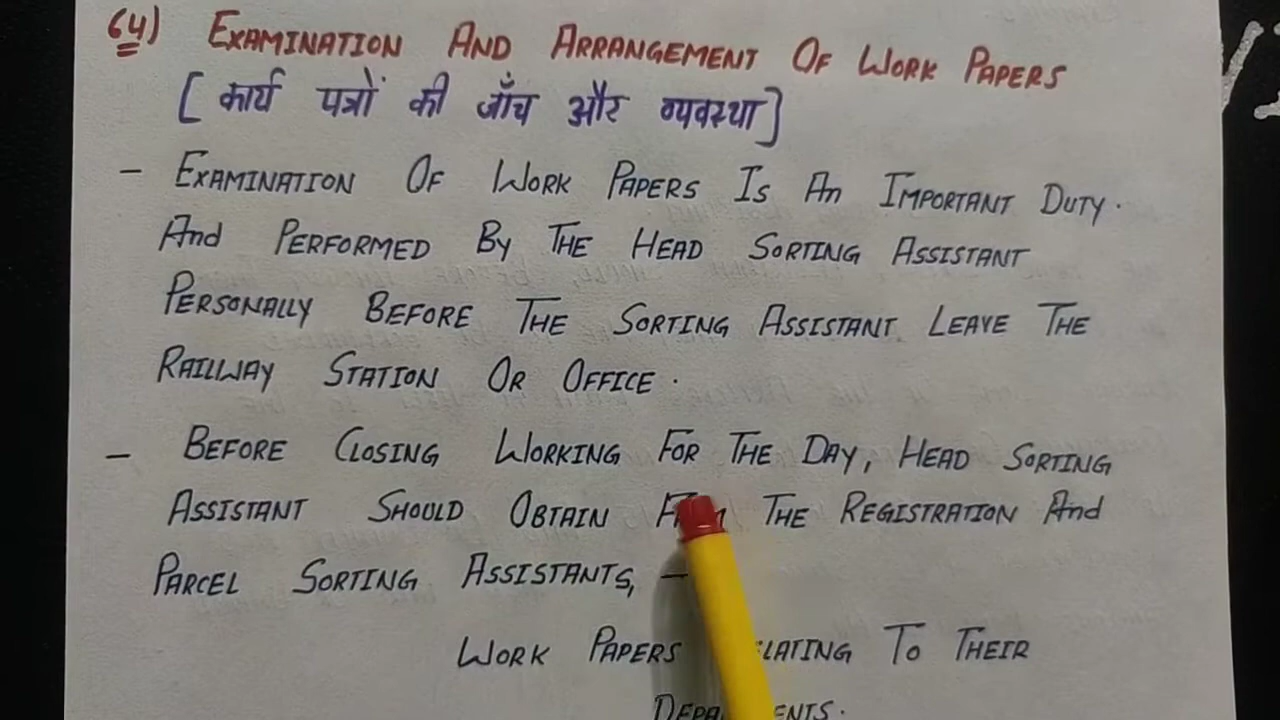 64) EXAMINATION AND ARRANGEMENT OF WORK PAPERS
[कार्य पत्रों की जाँच और व्यवस्था]
- EXAMINATION OF WORK PAPERS IS AN IMPORTANT DUTY.
And PERFORMED By THE HEAD SORTING ASSISTANT
PERSONALLY BEFORE THE SORTING ASSISTANT LEAVE THE
RAILWAY STATION OR OFFICE.
- BEFORE CLOSING WORKING FOR THE DAY, HEAD SORTING
ASSISTANT SHOULD OBTAIN THE REGISTRATION And
PARCEL SORTING ASSISTANTS, -
WORK PAPERS TO THEIR